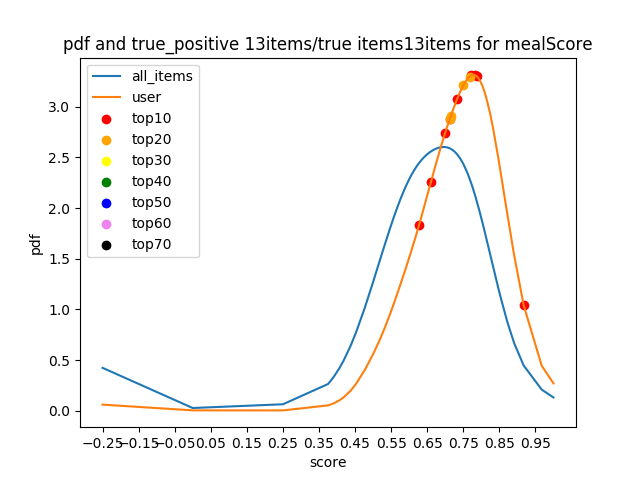 pdf and true_positive 13items/true items13items for mealScore
all_items
user
top10
top20
top30
top40
top50
top60
top70
3.0
2.5
2.0
1.5
1.0
0.5
0.0
pdf
−0.25 −0.15 −0.05 0.05 0.15 0.25 0.35 0.45 0.55 0.65 0.75 0.85 0.95
score